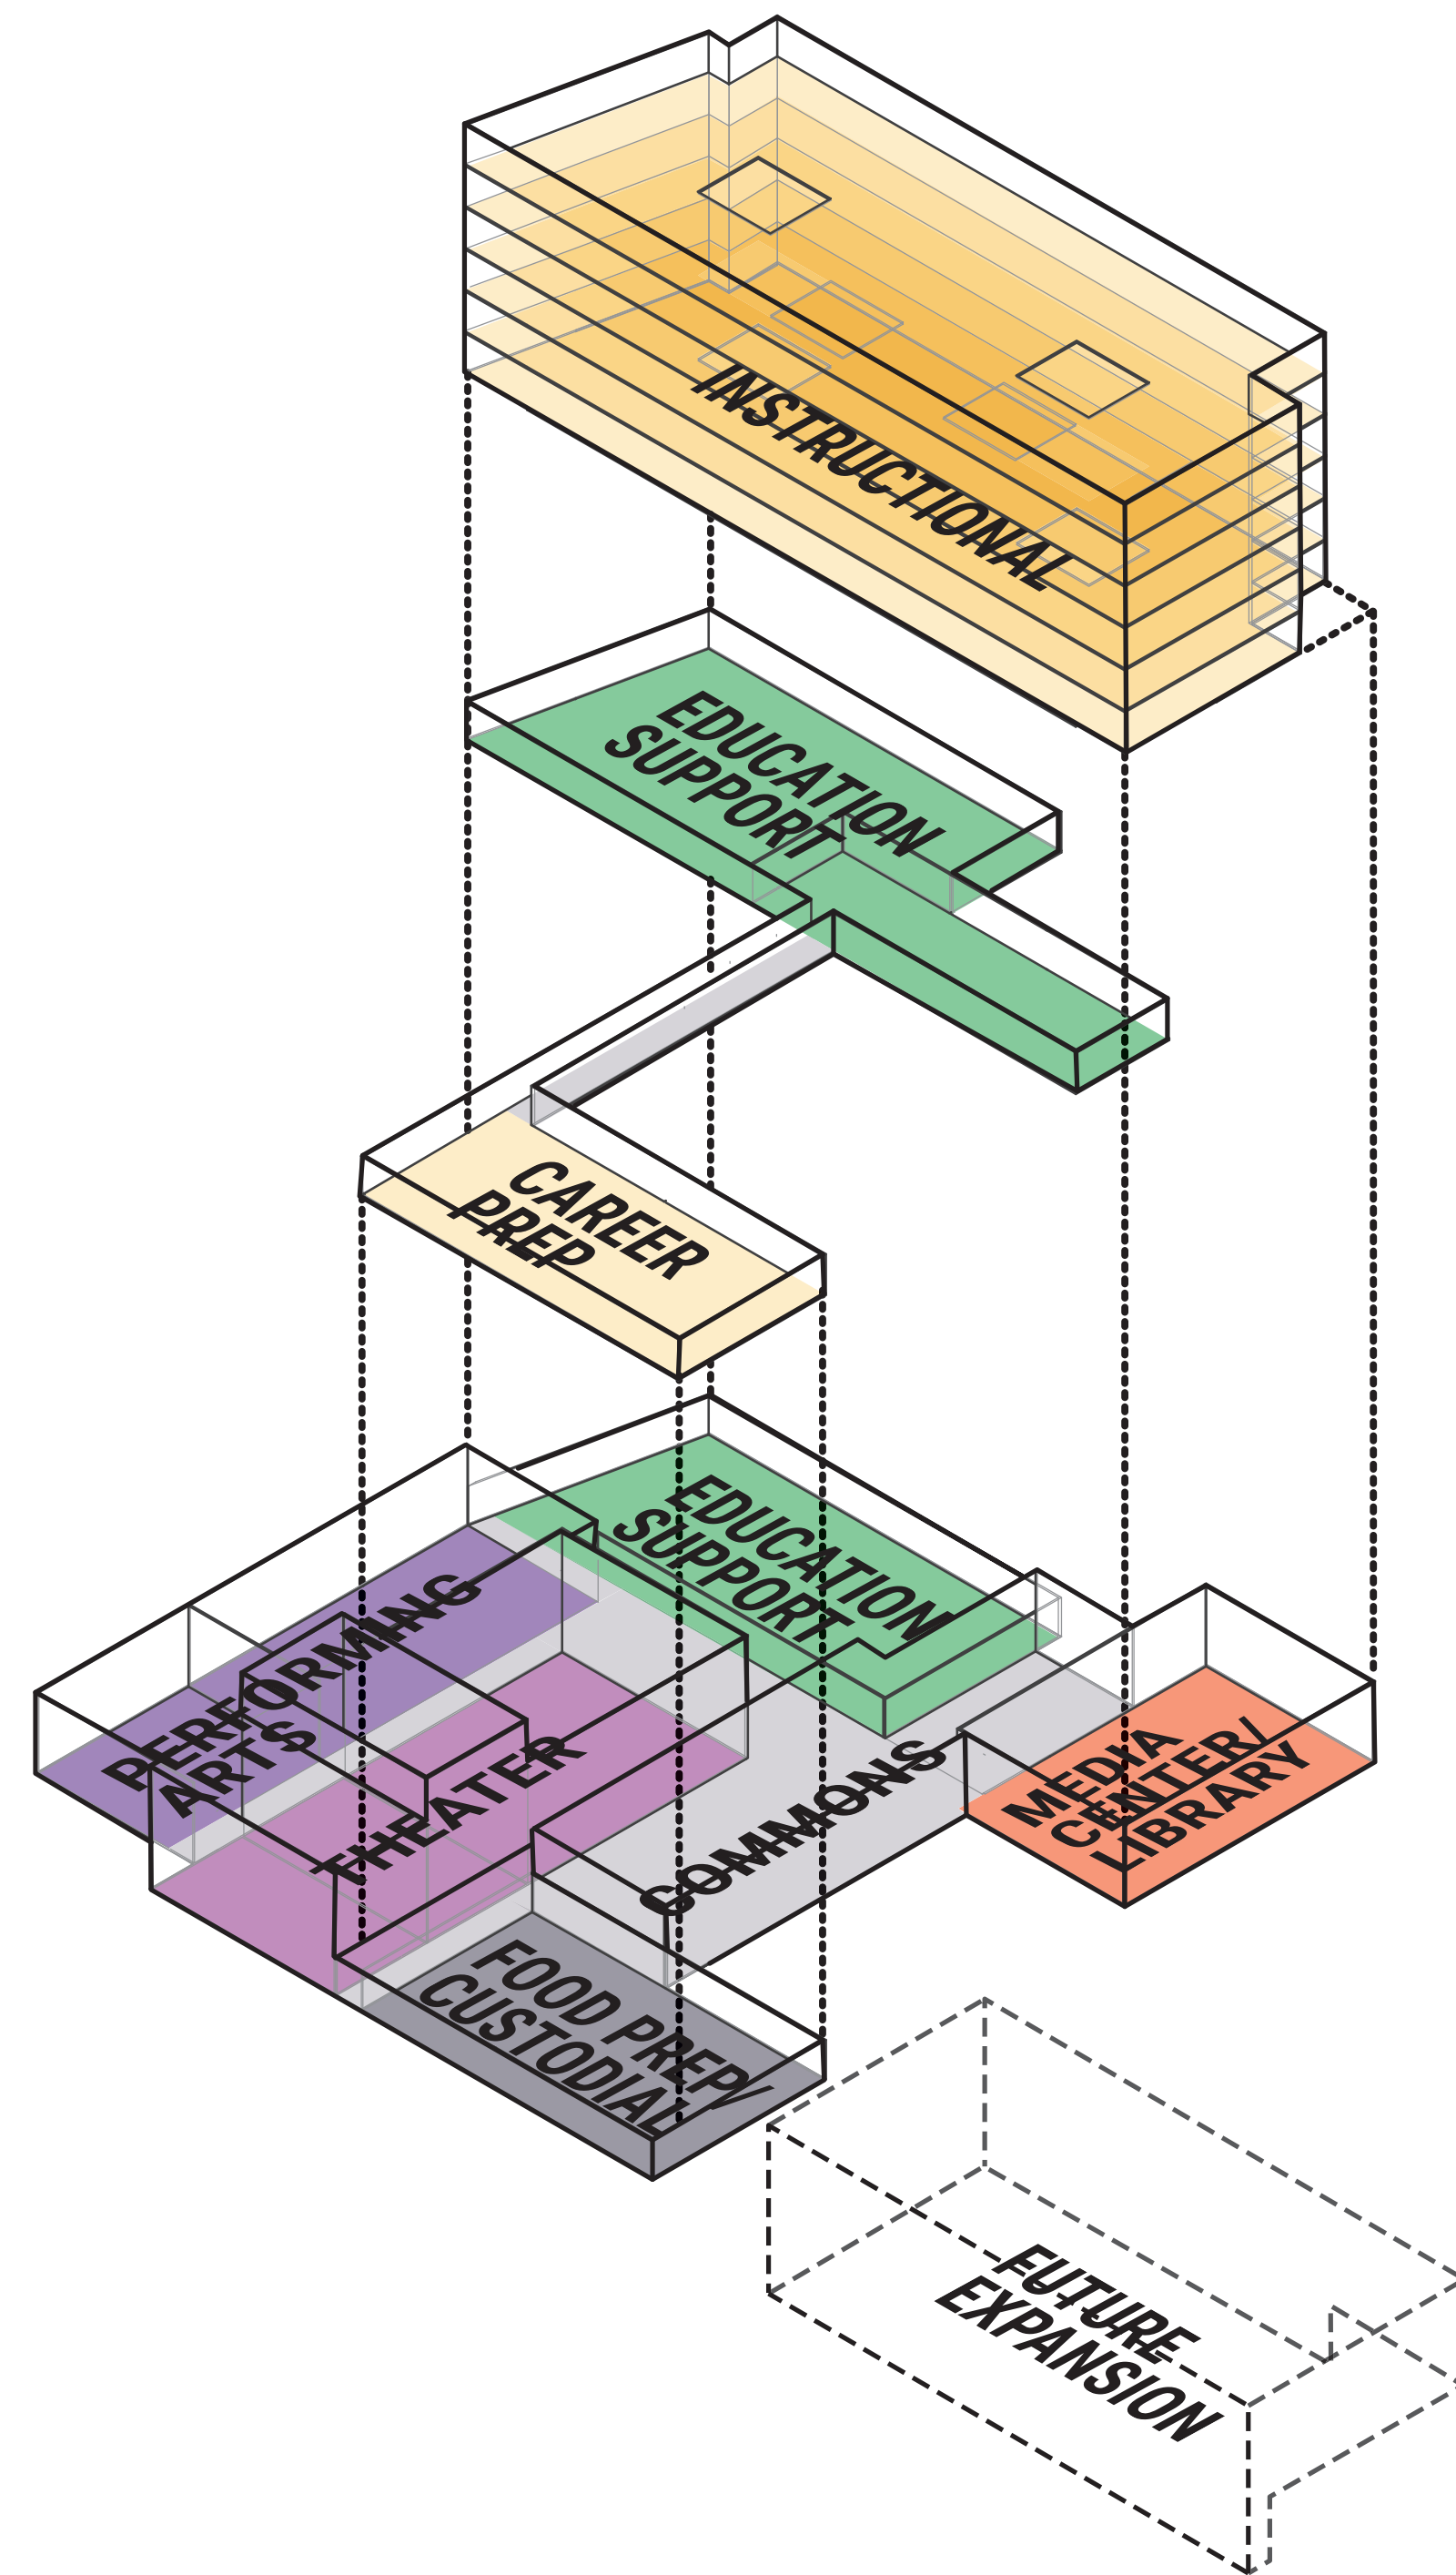 INSTRUCTIONAL
EDUCATION
SUPPORT
CAREER
PREP
EDUCATION
SUPPORT
PERFORMING
ARTS
THEATER
COMMONS
MEDIA
CENTER/
LIBRARY
FOOD PREP/
CUSTODIAL
FUTURE
EXPANSION